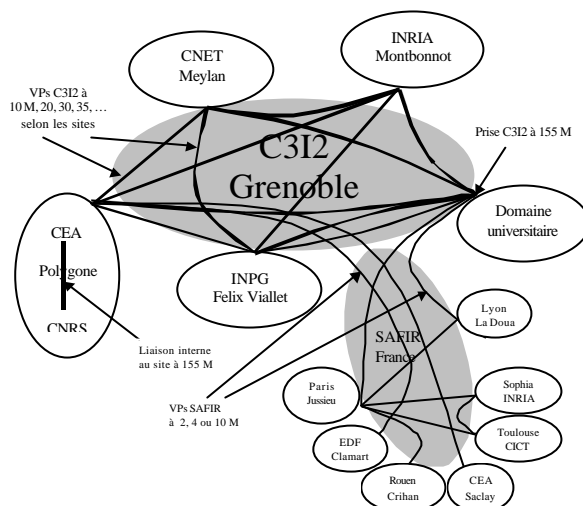 INRIA
Montbonnot
CNET
Meylan
VPs C3I2 à
10 M, 20, 30, 35, …
selon les sites
Prise C3I2 à 155 M
C3I2
Grenoble
Domaine
universitaire
CEA
Polygone
CNRS
INPG
Felix Viallet
Liaison interne
au site à 155 M
SAFIR
France
Lyon
La Doua
VPs SAFIR
à 2, 4 ou 10 M
Paris
Jussieu
Sophia
INRIA
Toulouse
CICT
EDF
Clamart
Rouen
Crihan
CEA
Saclay